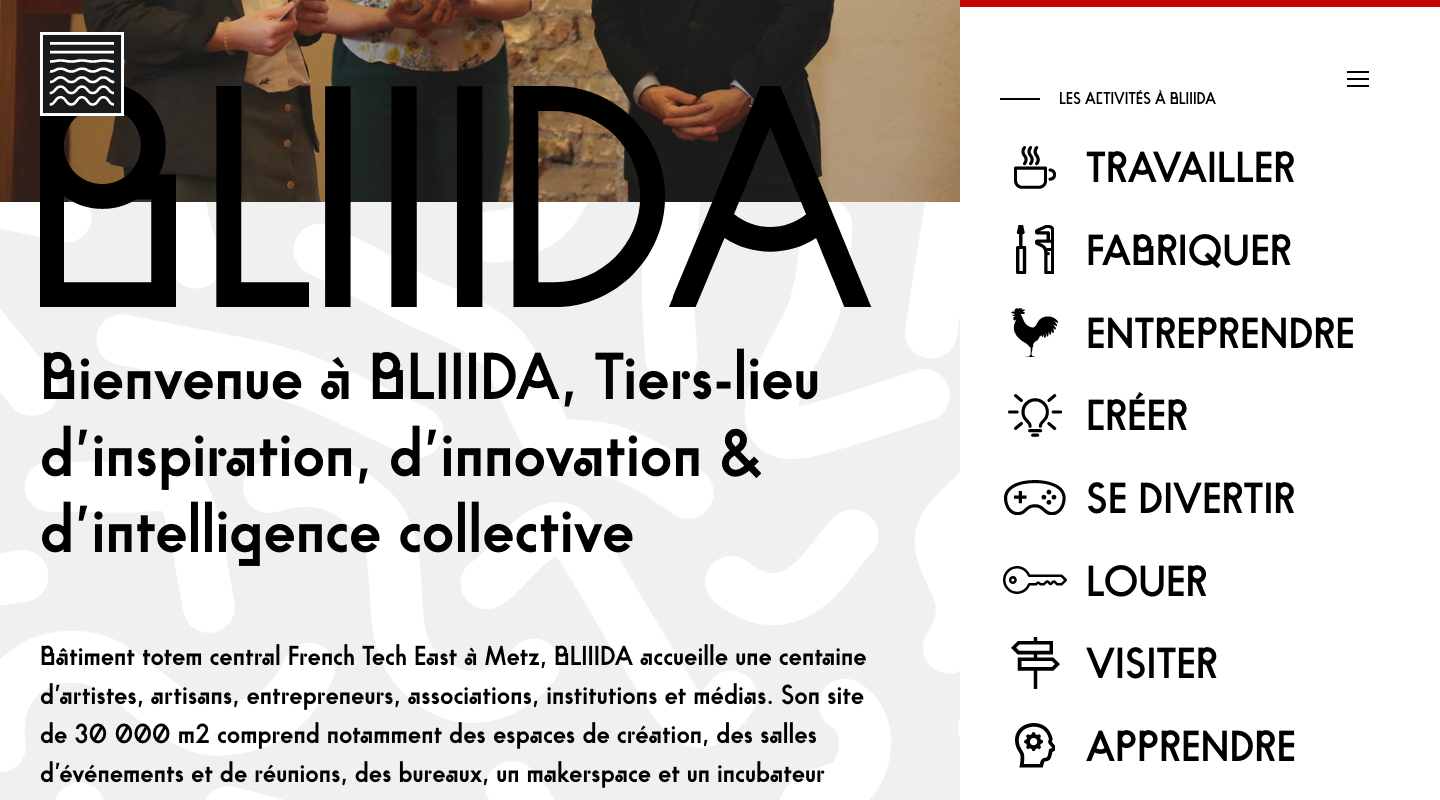 BLIIIDA
Bienvenue à BLIIIDA, Tiers-lieu
d'inspiration, d'innovation &
d'intelligence collective
Bâtiment totem central French Tech East à Metz, BLIIIDA accueille une centaine
d'artistes, artisans, entrepreneurs, associations, institutions et médias. Son site
de 30 000 m2 comprend notamment des espaces de création, des salles
d'événements et de réunions, des bureaux, un makerspace et un incubateur
LES ACTIVITÉS À BLIIIDA
TRAVAILLER
FABRIQUER
ENTREPRENDRE
CRÉER
SE DIVERTIR
LOUER
VISITER
APPRENDRE